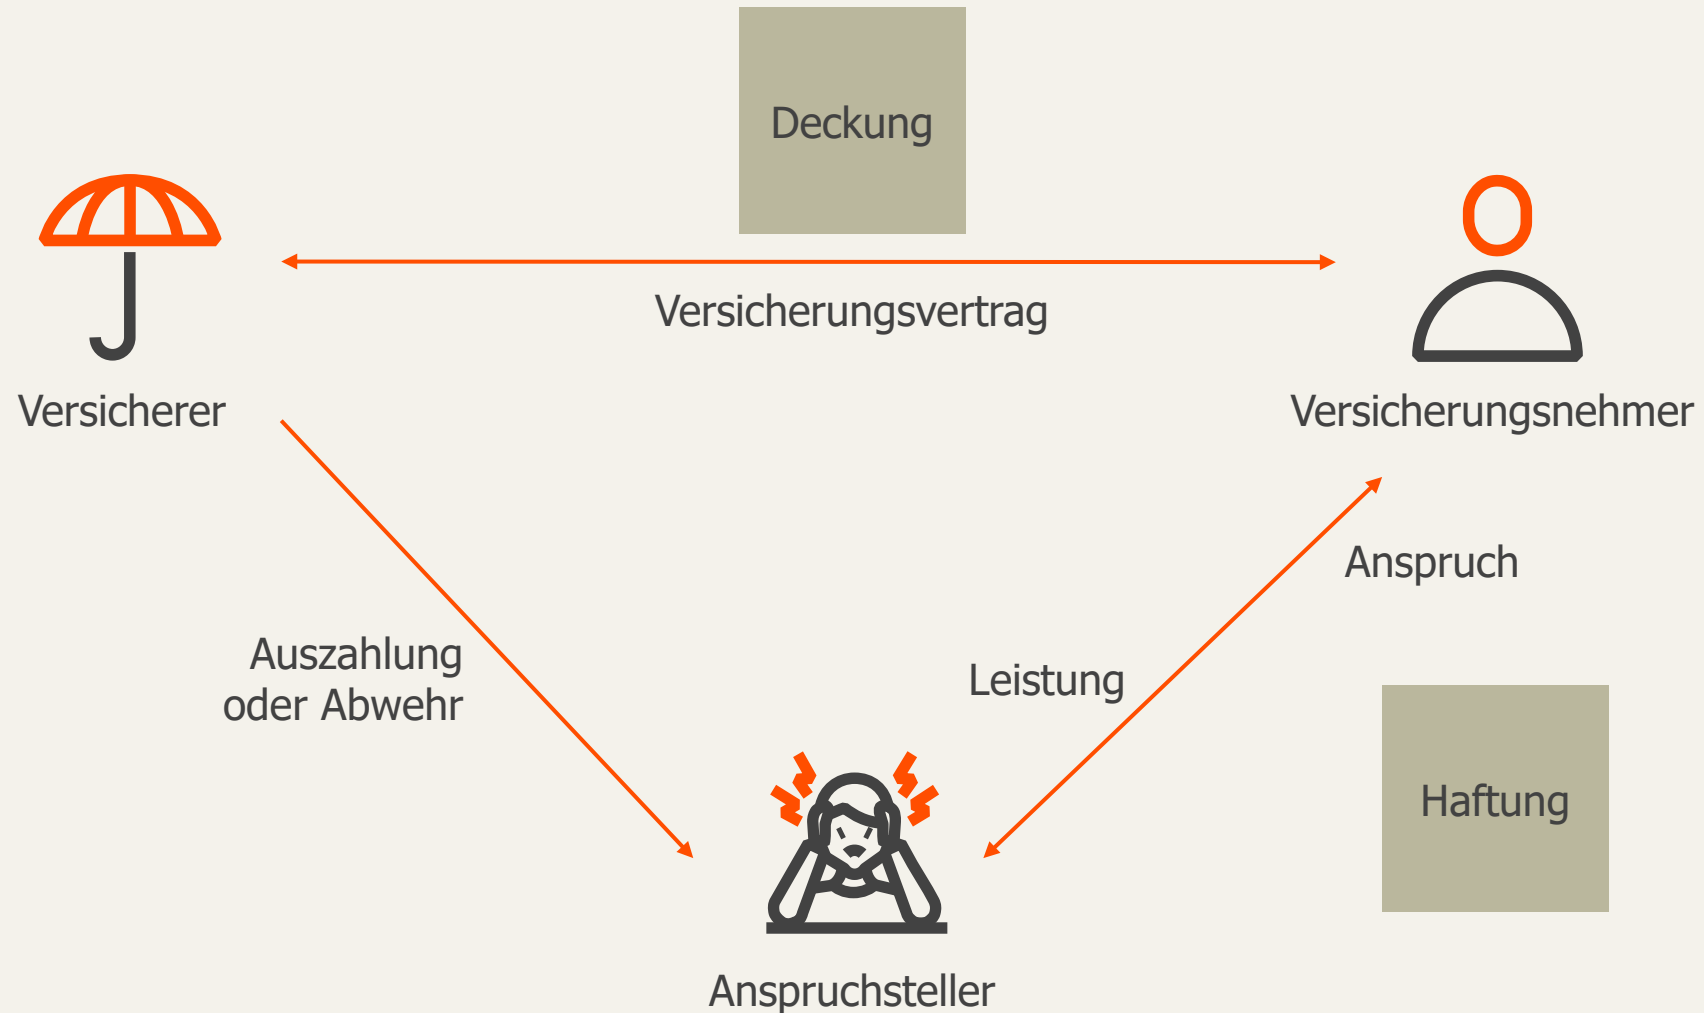 Deckung
Versicherungsvertrag
Versicherer
Versicherungsnehmer
Anspruch
Auszahlung
oder Abwehr
Leistung
Haftung
Anspruchsteller